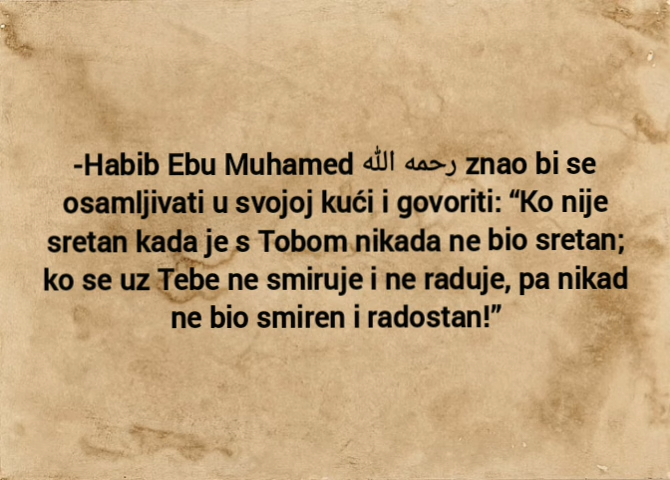 -Habib Ebu Muhamed رحمه الله znao bi se
osamljivati u svojoj kući i govoriti: “Ko nije
sretan kada je s Tobom nikada ne bio sretan;
ko se uz Tebe ne smiruje i ne raduje, pa nikad
ne bio smiren i radostan!”